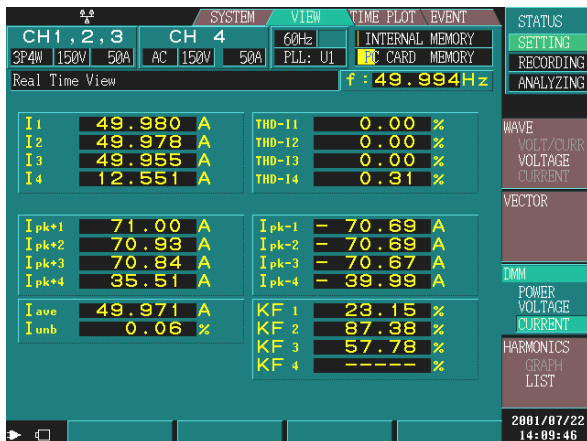 SYSTEM VIEW TIME PLOT EVENT
STATUS
SETTING
RECORDING
ANALYZING
CH1,2,3 CH 4
3P4W 150V 50A AC 150V 50A
60Hz
PLL: U1
INTERNAL MEMORY
PC CARD MEMORY
Real Time View
f:49.994Hz
I1 49.980 A
I2 49.978 A
I3 49.955 A
I4 12.551 A
THD-I1 0.00 %
THD-I2 0.00 %
THD-I3 0.00 %
THD-I4 0.31 %
Ipk+1 71.00 A
Ipk+2 70.93 A
Ipk+3 70.84 A
Ipk+4 35.51 A
Ipk-1 - 70.69 A
Ipk-2 - 70.69 A
Ipk-3 - 70.67 A
Ipk-4 - 39.99 A
Iave 49.971 A
Iunb 0.06 %
KF 1 23.15 %
KF 2 87.38 %
KF 3 57.78 %
KF 4 ----- %
WAVE
VOLT/CURR
VOLTAGE
CURRENT
VECTOR
DMM
POWER
VOLTAGE
CURRENT
HARMONICS
GRAPH
LIST
2001/07/22
14:09:46